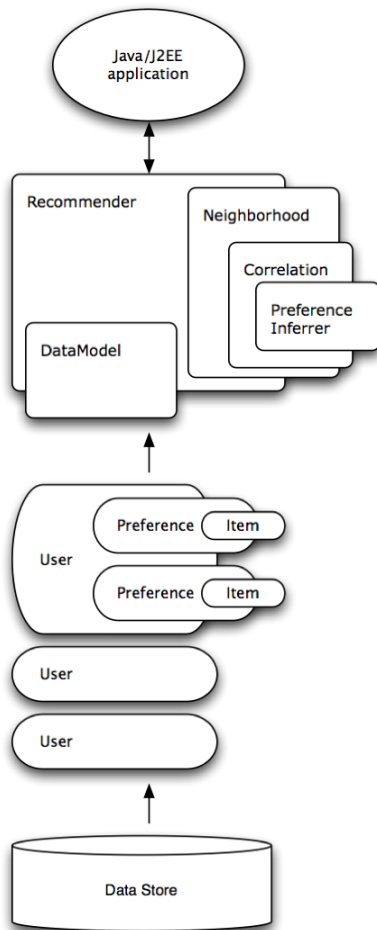 Java/J2EE
application
Recommender
Neighborhood
Correlation
Preference
Inferrer
DataModel
Preference
Item
User
Preference
Item
User
User
Data Store